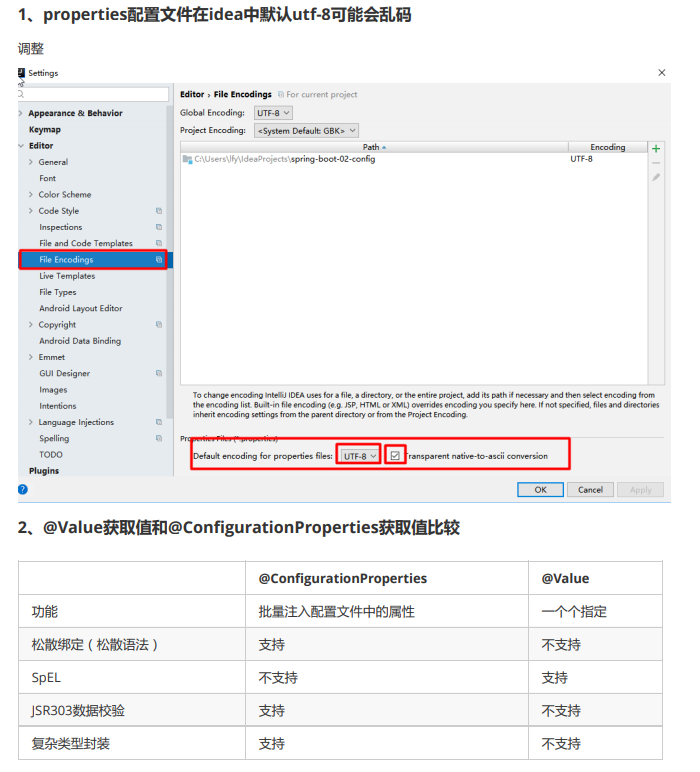 1、properties配置文件在idea中默认utf-8可能会乱码
调整
Settings
Editor › File Encodings For current project
Appearance & Behavior
Global Encoding: UTF-8
Keymap
Project Encoding: <System Default: GBK>
Editor
Path Encoding
General
C:\Users\lfy\IdeaProjects\spring-boot-02-config UTF-8
Font
Color Scheme
Code Style
Inspections
File and Code Templates
File Encodings
Live Templates
File Types
Android Layout Editor
Copyright
Android Data Binding
Emmet
GUI Designer
Images
Intentions
Language Injections
Spelling
TODO
Plugins
To change encoding IntelliJ IDEA uses for a file, a directory, or the entire project, add its path if necessary and then select encoding from
the encoding list. Built-in file encoding (e.g. JSP, HTML or XML) overrides encoding you specify here. If not specified, files and directories
inherit encoding settings from the parent directory or from the Project Encoding.
Properties Files (*.properties)
Default encoding for properties files: UTF-8 Transparent native-to-ascii conversion
? OK Cancel Apply
2、@Value获取值和@ConfigurationProperties获取值比较
@ConfigurationProperties @Value
功能 批量注入配置文件中的属性 一个个指定
松散绑定（松散语法） 支持 不支持
SpEL 不支持 支持
JSR303数据校验 支持 不支持
复杂类型封装 支持 不支持